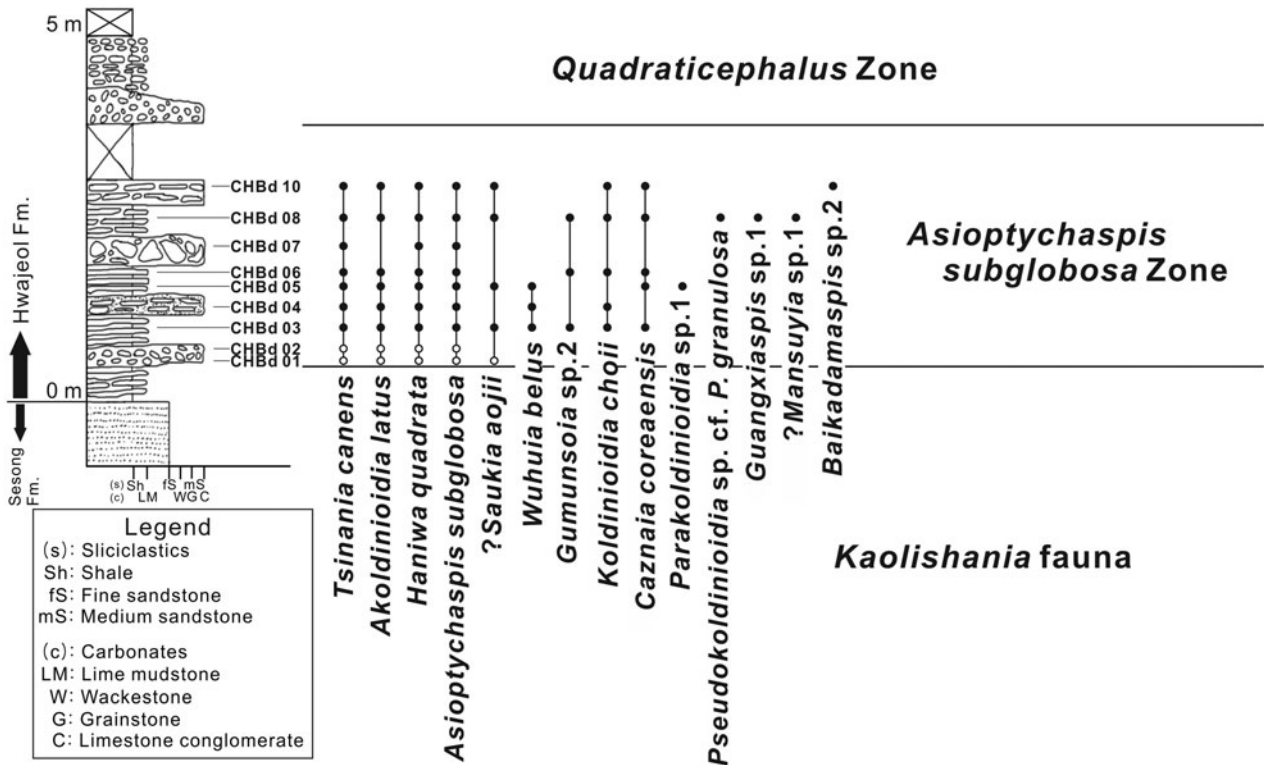 5 m
Quadraticephalus Zone
CHBd 10
CHBd 08
CHBd 07
CHBd 06
CHBd 05
CHBd 04
CHBd 03
CHBd 02
CHBd 01
Asioptychaspis
subglobosa Zone
Hwajeol Fm.
0 m
Sesong
Fm.
(s) Sh fS mS
(c) LM W G C
Tsinania canens
Akoldinioidia latus
Haniwa quadrata
Asioptychaspis subglobosa
?Saukia aojii
Wuhuia belus
Gumunsoia sp.2
Koldinioidia choii
Caznaia coreaensis
Parakoldinioidia sp.1
Pseudokoldinioidia sp. cf. P. granulosa
Guangxiaspis sp.1
?Mansuyia sp.1
Baikadamaspis sp.2
Kaolishania fauna
Legend
(s): Sliciclastics
Sh: Shale
fS: Fine sandstone
mS: Medium sandstone
(c): Carbonates
LM: Lime mudstone
W: Wackestone
G: Grainstone
C: Limestone conglomerate